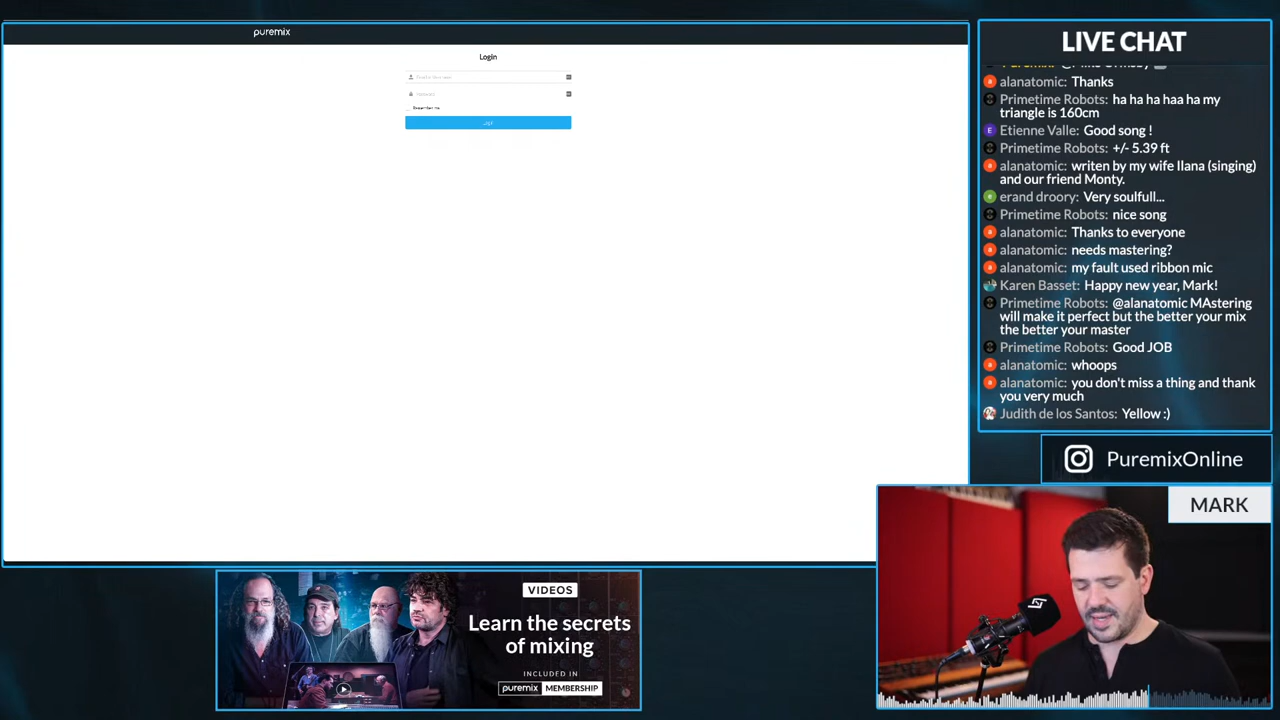 puremix
Login
Remember me
Login
LIVE CHAT
alanatomic: Thanks
Primetime Robots: ha ha ha haa ha my
triangle is 160cm
E Etienne Valle: Good song !
Primetime Robots: +/- 5.39 ft
alanatomic: writen by my wife Ilana (singing)
and our friend Monty.
e erand droory: Very soulfull...
Primetime Robots: nice song
a alanatomic: Thanks to everyone
a alanatomic: needs mastering?
a alanatomic: my fault used ribbon mic
Karen Basset: Happy new year, Mark!
Primetime Robots: @alanatomic MAstering
will make it perfect but the better your mix
the better your master
Primetime Robots: Good JOB
a alanatomic: whoops
a alanatomic: you don't miss a thing and thank
you very much
Judith de los Santos: Yellow :)
PuremixOnline
MARK
VIDEOS
Learn the secrets
of mixing
INCLUDED IN
puremix MEMBERSHIP